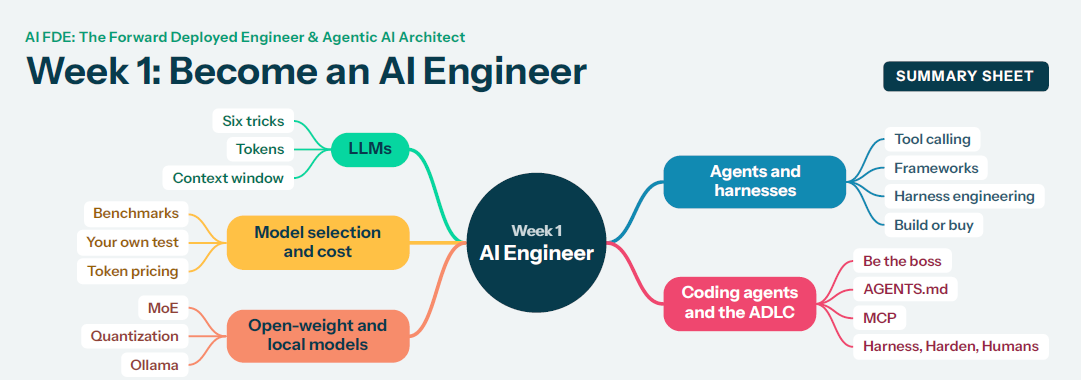 AI FDE: The Forward Deployed Engineer & Agentic AI Architect
Week 1: Become an AI Engineer
SUMMARY SHEET
Six tricks
Tokens
Context window
LLMs
Benchmarks
Your own test
Token pricing
Model selection
and cost
MoE
Quantization
Ollama
Open-weight and
local models
Week 1
AI Engineer
Agents and
harnesses
Tool calling
Frameworks
Harness engineering
Build or buy
Coding agents
and the ADLC
Be the boss
AGENTS.md
MCP
Harness, Harden, Humans